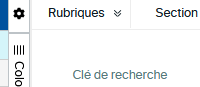 Rubriques Section
Colo
Clé de recherche